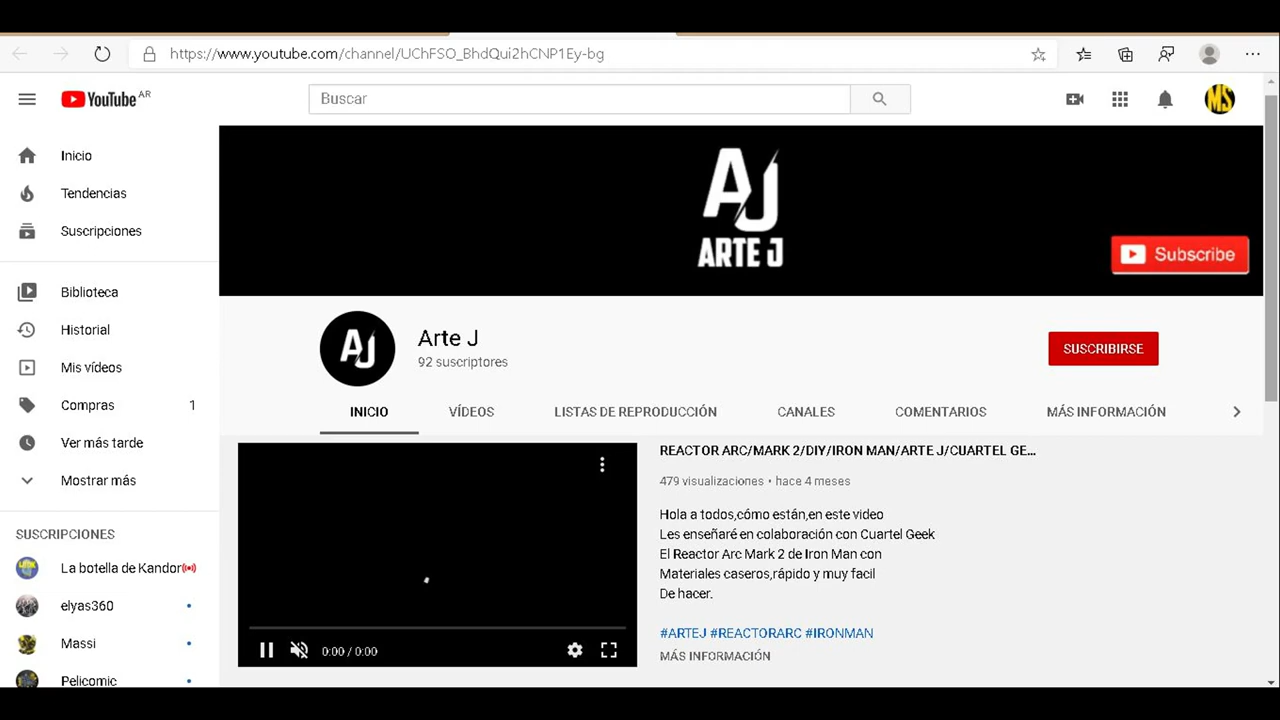 https://www.youtube.com/channel/UChFSO_BhdQui2hCNP1Ey-bg
YouTube AR
Buscar
MS
Inicio
Tendencias
Suscripciones
Biblioteca
Historial
Mis vídeos
Compras 1
Ver más tarde
Mostrar más
SUSCRIPCIONES
La botella de Kandor
elyas360
Massi
Pelicomic
AJ
ARTE J
Subscribe
AJ
Arte J
92 suscriptores
SUSCRIBIRSE
INICIO VÍDEOS LISTAS DE REPRODUCCIÓN CANALES COMENTARIOS MÁS INFORMACIÓN
0:00 / 0:00
REACTOR ARC/MARK 2/DIY/IRON MAN/ARTE J/CUARTEL GE...
479 visualizaciones • hace 4 meses
Hola a todos,cómo están,en este video
Les enseñaré en colaboración con Cuartel Geek
El Reactor Arc Mark 2 de Iron Man con
Materiales caseros,rápido y muy facil
De hacer.
#ARTEJ #REACTORARC #IRONMAN
MÁS INFORMACIÓN